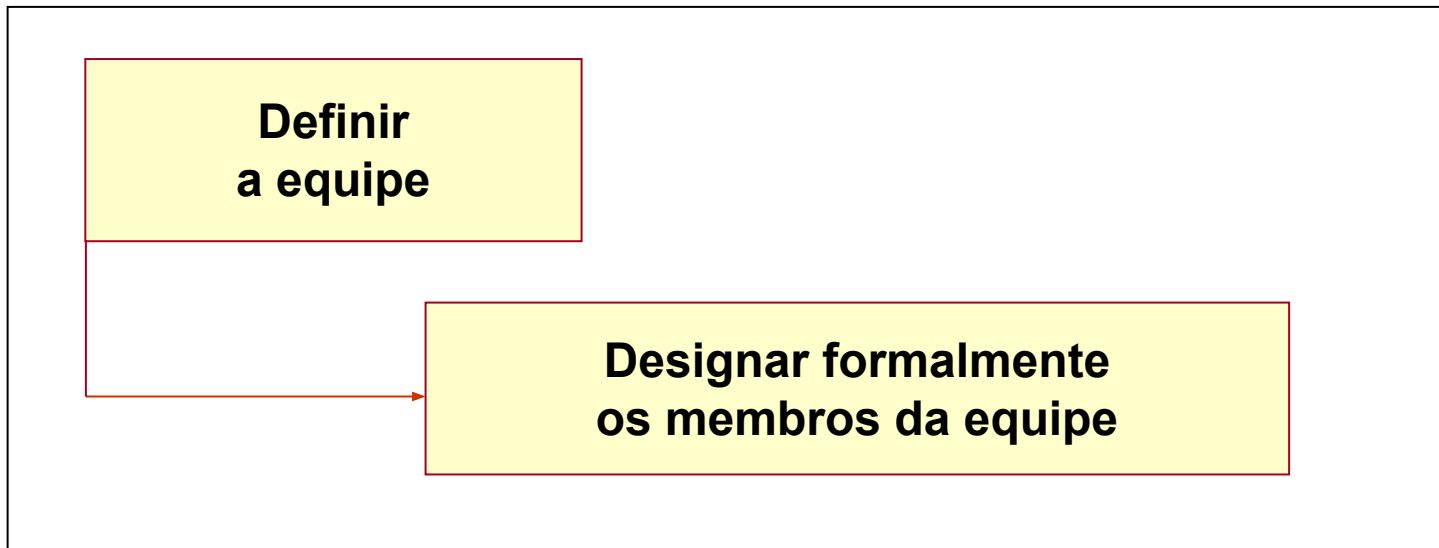 Definir
a equipe
Designar formalmente
os membros da equipe